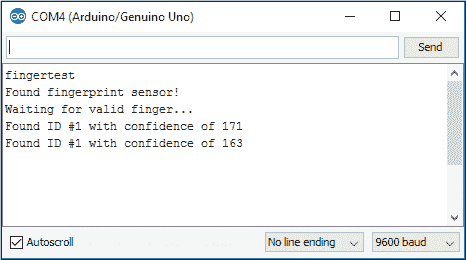 COM4 (Arduino/Genuino Uno)
Send
fingertest
Found fingerprint sensor!
Waiting for valid finger...
Found ID #1 with confidence of 171
Found ID #1 with confidence of 163
Autoscroll
No line ending
9600 baud